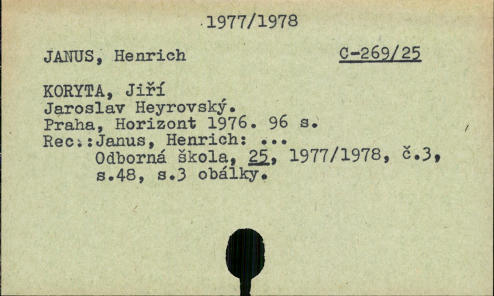 1977/1978
JANUS, Henrich C-269/25
KORYTA, Jiří
Jaroslav Heyrovský.
Praha, Horizont 1976. 96 s.
Rec.:Janus, Henrich: ...
Odborná škola, 25, 1977/1978, č.3,
s.48, s.3 obálky.